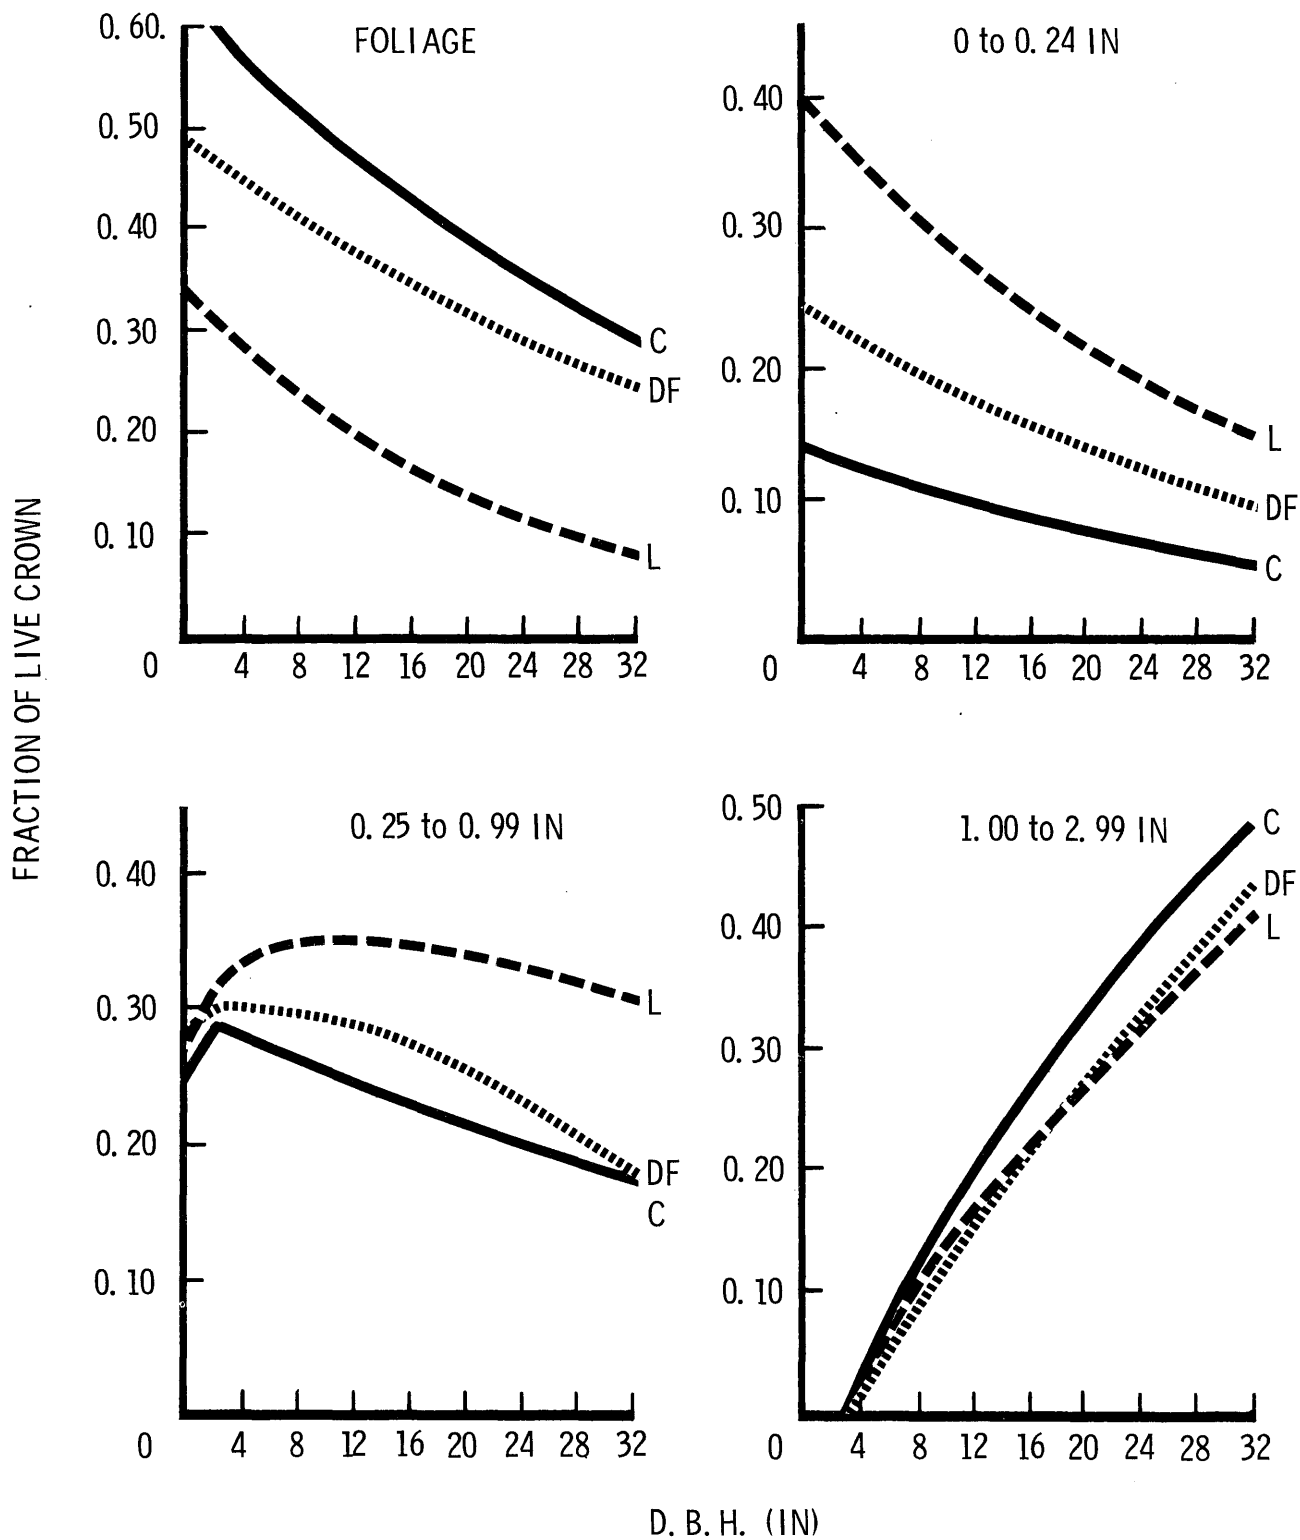 FRACTION OF LIVE CROWN
FOLIAGE
0.60.
0.50
0.40
0.30
0.20
0.10
C
DF
L
0 4 8 12 16 20 24 28 32
0 to 0.24 IN
0.40
0.30
0.20
0.10
L
DF
C
0 4 8 12 16 20 24 28 32
0.25 to 0.99 IN
0.40
0.30
0.20
0.10
L
DF
C
0 4 8 12 16 20 24 28 32
1.00 to 2.99 IN
0.50
0.40
0.30
0.20
0.10
C
DF
L
0 4 8 12 16 20 24 28 32
D.B.H. (IN)